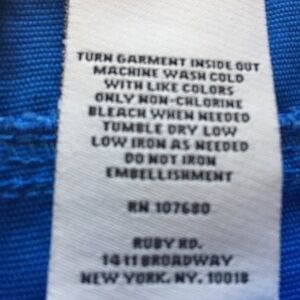 TURN GARMENT INSIDE OUT
MACHINE WASH COLD
WITH LIKE COLORS
ONLY NON-CHLORINE
BLEACH WHEN NEEDED
TUMBLE DRY LOW
LOW IRON AS NEEDED
DO NOT IRON
EMBELLISHMENT
RN 107680
RUBY RD.
1411 BROADWAY
NEW YORK. NY. 10018